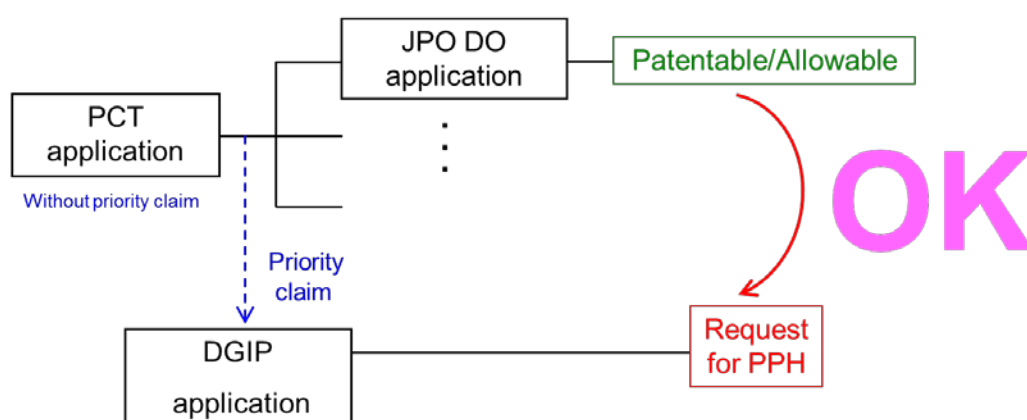 JPO DO
application
Patentable/Allowable
PCT
application
Without priority claim
OK
Priority
claim
DGIP
application
Request
for PPH